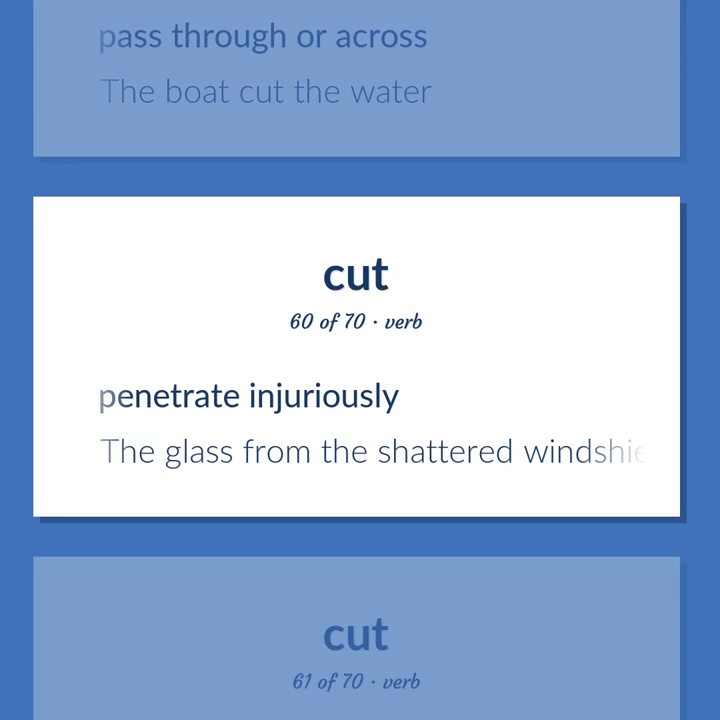 pass through or across
The boat cut the water
cut
60 of 70 · verb
penetrate injuriously
The glass from the shattered
cut
61 of 70 · verb